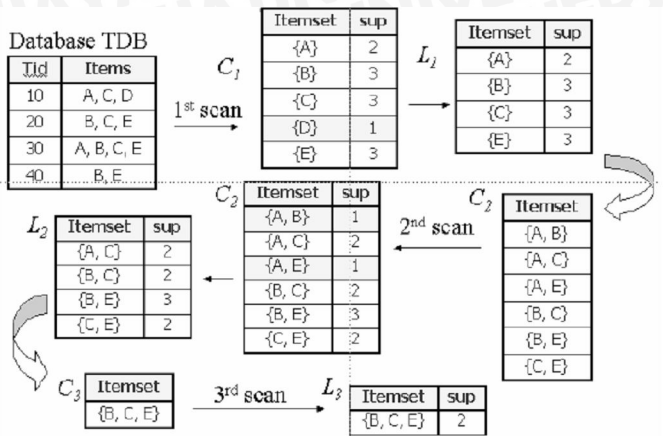 Database TDB
Tid Items
10 A, C, D
20 B, C, E
30 A, B, C, E
40 B, E
1st scan
C1
Itemset sup
{A} 2
{B} 3
{C} 3
{D} 1
{E} 3
L1
Itemset sup
{A} 2
{B} 3
{C} 3
{E} 3
C2
Itemset
{A, B}
{A, C}
{A, E}
{B, C}
{B, E}
{C, E}
2nd scan
C2
Itemset sup
{A, B} 1
{A, C} 2
{A, E} 1
{B, C} 2
{B, E} 3
{C, E} 2
L2
Itemset sup
{A, C} 2
{B, C} 2
{B, E} 3
{C, E} 2
C3
Itemset
{B, C, E}
3rd scan
L3
Itemset sup
{B, C, E} 2